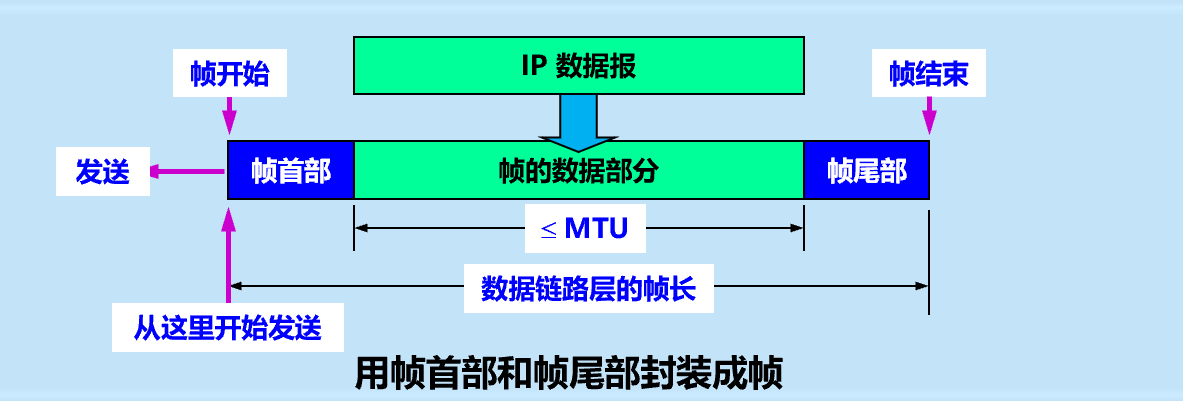 IP 数据报
帧开始
帧结束
发送
帧首部
帧的数据部分
帧尾部
≤ MTU
数据链路层的帧长
从这里开始发送
用帧首部和帧尾部封装成帧